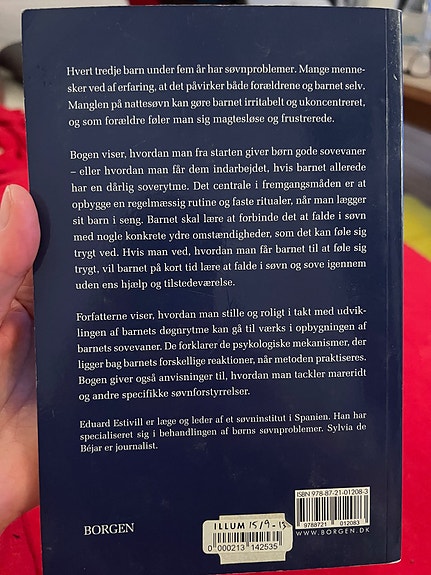 Hvert tredje barn under fem år har søvnproblemer. Mange menne-
sker ved af erfaring, at det påvirker både forældrene og barnet selv.
Manglen på nattesøvn kan gøre barnet irritabelt og ukoncentreret,
og som forældre føler man sig magtesløse og frustrerede.
Bogen viser, hvordan man fra starten giver børn gode sovevaner
– eller hvordan man får dem indarbejdet, hvis barnet allerede
har en dårlig soverytme. Det centrale i fremgangsmåden er at
opbygge en regelmæssig rutine og faste ritualer, når man lægger
sit barn i seng. Barnet skal lære at forbinde det at falde i søvn
med nogle konkrete ydre omstændigheder, som det kan føle sig
trygt ved. Hvis man ved, hvordan man får barnet til at føle sig
trygt, vil barnet på kort tid lære at falde i søvn og sove igennem
uden ens hjælp og tilstedeværelse.
Forfatterne viser, hvordan man stille og roligt i takt med udvik-
lingen af barnets døgnrytme kan gå til værks i opbygningen af
barnets sovevaner. De forklarer de psykologiske mekanismer, der
ligger bag barnets forskellige reaktioner, når metoden praktiseres.
Bogen giver også anvisninger til, hvordan man tackler mareridt
og andre specifikke søvnforstyrrelser.
Eduard Estivill er læge og leder af et søvninstitut i Spanien. Han har
specialiseret sig i behandlingen af børns søvnproblemer. Sylvia de
Béjar er journalist.
ISBN 978-87-21-01208-3
9 788721 012083
WWW.BORGEN.DK
BORGEN
ILLUM 15/9-13
0 000213 142535